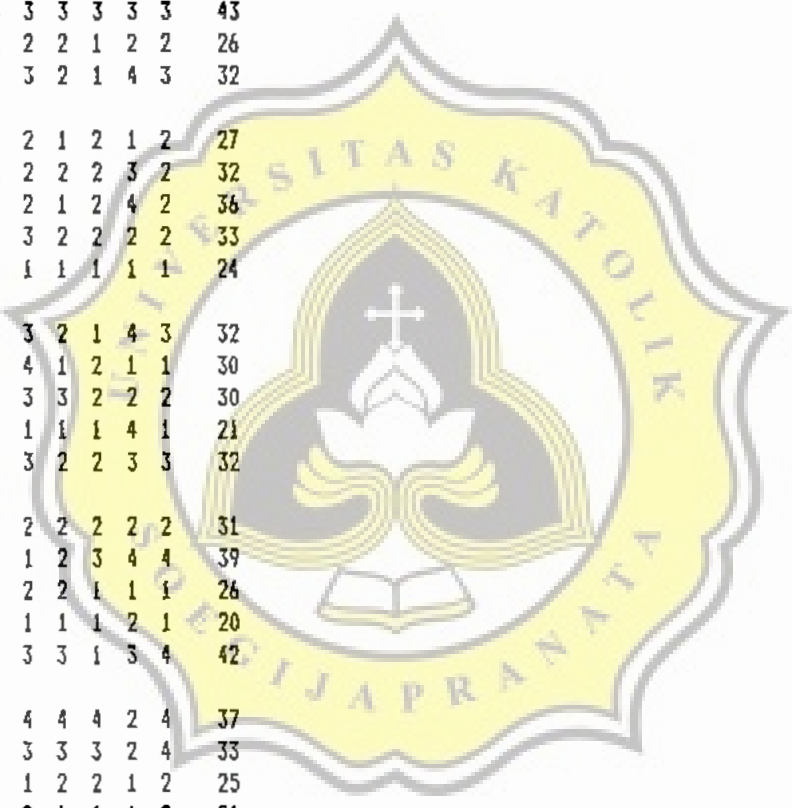 3 3 3 3 3 43
2 2 1 2 2 26
3 2 1 4 3 32
2 1 2 1 2 27
2 2 2 3 2 32
2 1 2 4 2 36
3 2 2 2 2 33
1 1 1 1 1 24
3 2 1 4 3 32
4 1 2 1 1 30
3 3 2 2 2 30
1 1 1 4 1 21
3 2 2 3 3 32
2 2 2 2 2 31
1 2 3 4 4 39
2 2 1 1 1 26
1 1 1 2 1 20
3 3 1 3 4 42
4 4 4 2 4 37
3 3 3 2 4 33
1 2 2 1 2 25
UNIVERSITAS KATOLIK
SOEGIJAPRANATA